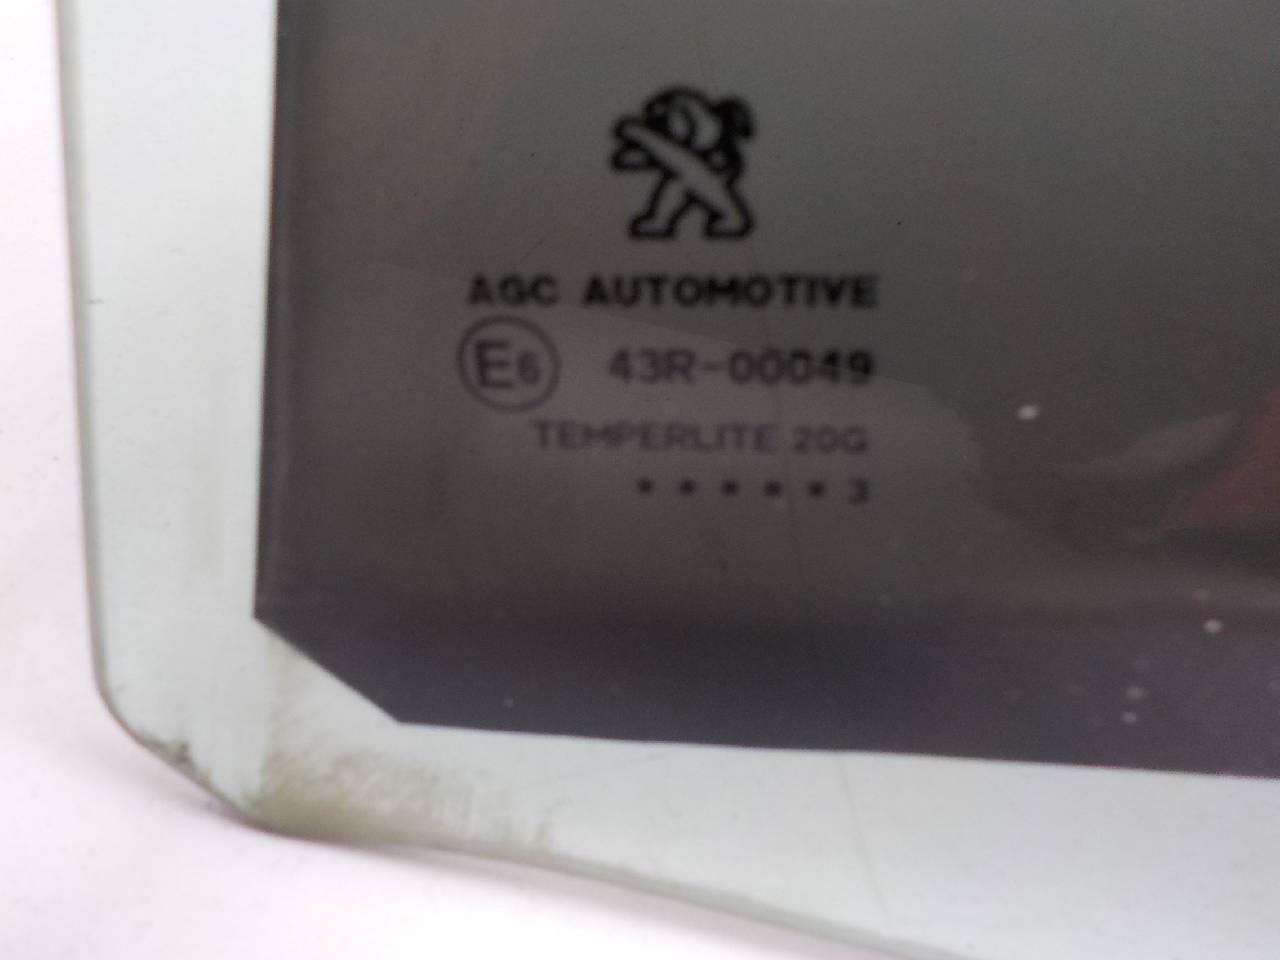 AGC AUTOMOTIVE
E6 43R-00049
TEMPERLITE 20G
• • • • • 3